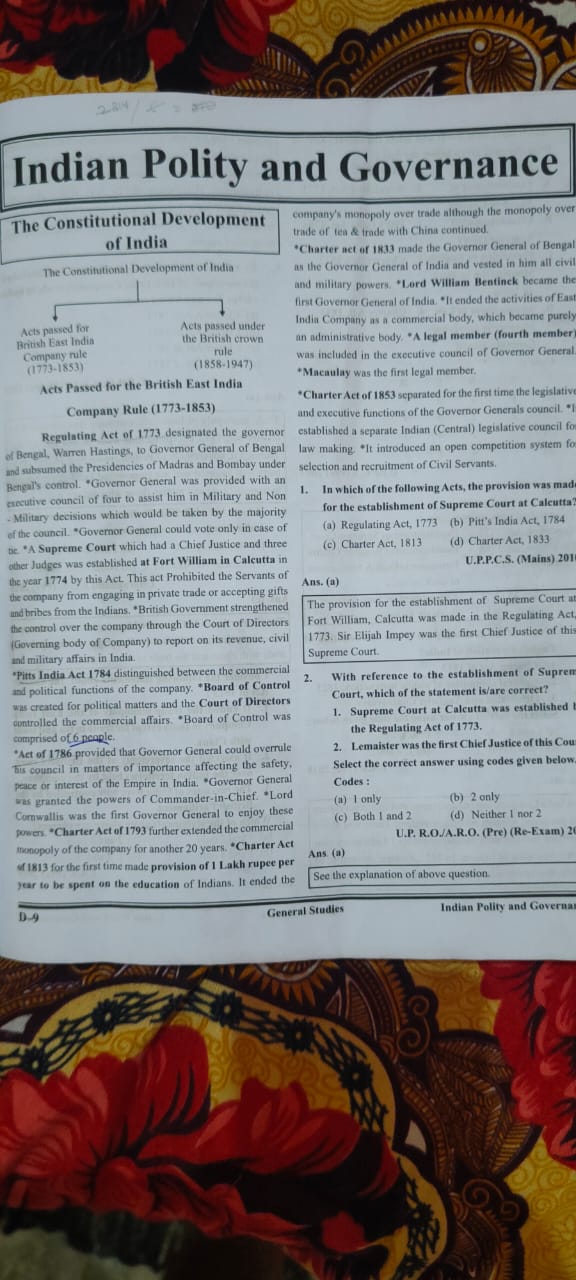 Indian Polity and Governance
The Constitutional Development
of India
The Constitutional Development of India
Acts passed for
British East India
Company rule
(1773-1853)
Acts passed under
the British crown
rule
(1858-1947)
Acts Passed for the British East India
Company Rule (1773-1853)
Regulating Act of 1773 designated the governor
of Bengal, Warren Hastings, to Governor General of Bengal
and subsumed the Presidencies of Madras and Bombay under
Bengal's control. *Governor General was provided with an
executive council of four to assist him in Military and Non
- Military decisions which would be taken by the majority
of the council. *Governor General could vote only in case of
tie. *A Supreme Court which had a Chief Justice and three
other Judges was established at Fort William in Calcutta in
the year 1774 by this Act. This act Prohibited the Servants of
the company from engaging in private trade or accepting gifts
and bribes from the Indians. *British Government strengthened
the control over the company through the Court of Directors
(Governing body of Company) to report on its revenue, civil
and military affairs in India.
*Pitts India Act 1784 distinguished between the commercial
and political functions of the company. *Board of Control
was created for political matters and the Court of Directors
controlled the commercial affairs. *Board of Control was
comprised of 6 people.
*Act of 1786 provided that Governor General could overrule
his council in matters of importance affecting the safety,
peace or interest of the Empire in India. *Governor General
was granted the powers of Commander-in-Chief. *Lord
Cornwallis was the first Governor General to enjoy these
powers. *Charter Act of 1793 further extended the commercial
monopoly of the company for another 20 years. *Charter Act
of 1813 for the first time made provision of 1 Lakh rupee per
year to be spent on the education of Indians. It ended the
company's monopoly over trade although the monopoly over
trade of tea & trade with China continued.
*Charter act of 1833 made the Governor General of Bengal
as the Governor General of India and vested in him all civil
and military powers. *Lord William Bentinck became the
first Governor General of India. *It ended the activities of East
India Company as a commercial body, which became purely
an administrative body. *A legal member (fourth member)
was included in the executive council of Governor General.
*Macaulay was the first legal member.
*Charter Act of 1853 separated for the first time the legislative
and executive functions of the Governor Generals council. *I
established a separate Indian (Central) legislative council fo
law making. *It introduced an open competition system fo
selection and recruitment of Civil Servants.
1. In which of the following Acts, the provision was made
for the establishment of Supreme Court at Calcutta?
(a) Regulating Act, 1773 (b) Pitt's India Act, 1784
(c) Charter Act, 1813 (d) Charter Act, 1833
U.P.P.C.S. (Mains) 201
Ans. (a)
The provision for the establishment of Supreme Court at
Fort William, Calcutta was made in the Regulating Act,
1773. Sir Elijah Impey was the first Chief Justice of this
Supreme Court.
2. With reference to the establishment of Suprem
Court, which of the statement is/are correct?
1. Supreme Court at Calcutta was established
the Regulating Act of 1773.
2. Lemaister was the first Chief Justice of this Cou
Select the correct answer using codes given below.
Codes :
(a) 1 only (b) 2 only
(c) Both 1 and 2 (d) Neither 1 nor 2
U.P. R.O./A.R.O. (Pre) (Re-Exam) 20
Ans. (a)
See the explanation of above question.
D-9 General Studies Indian Polity and Governa